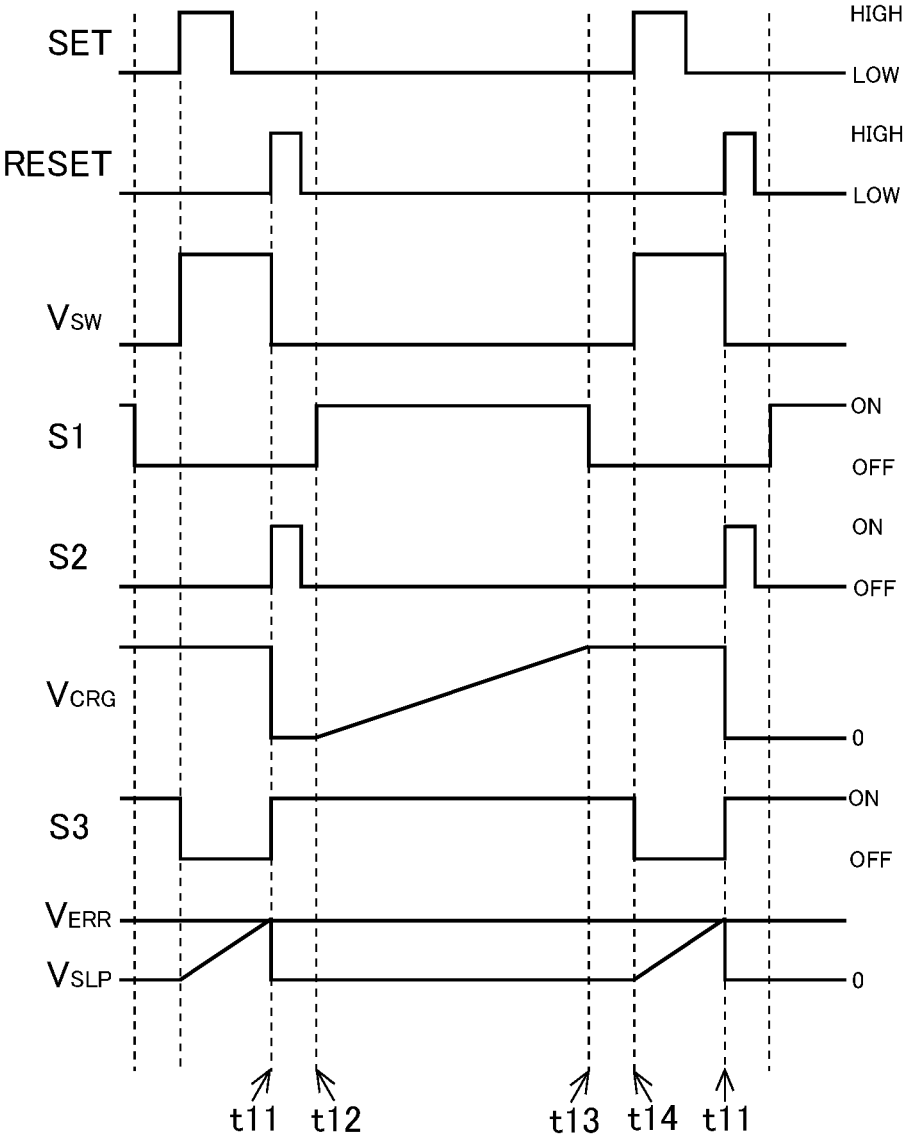 SET
HIGH
LOW
RESET
HIGH
LOW
VSW
S1
ON
OFF
S2
ON
OFF
VCRG
0
S3
ON
OFF
VERR
VSLP
0
t11 t12 t13 t14 t11